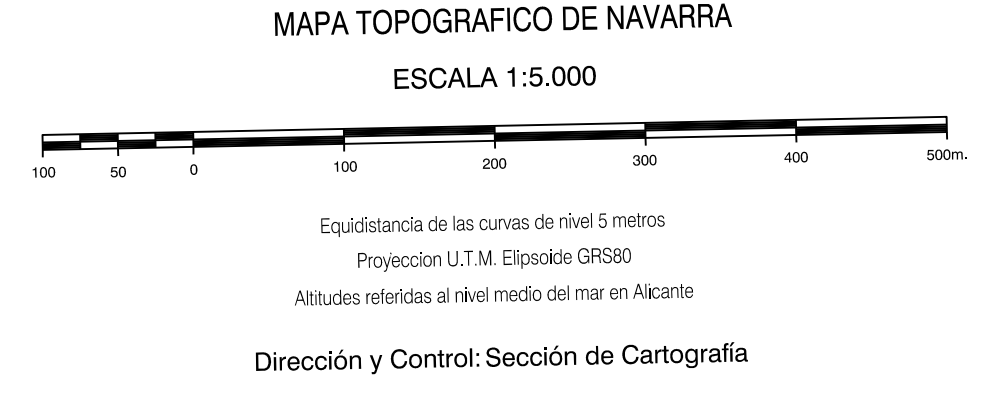 MAPA TOPOGRAFICO DE NAVARRA
ESCALA 1:5.000
100 50 0 100 200 300 400 500m.
Equidistancia de las curvas de nivel 5 metros
Proyeccion U.T.M. Elipsoide GRS80
Altitudes referidas al nivel medio del mar en Alicante
Dirección y Control: Sección de Cartografía